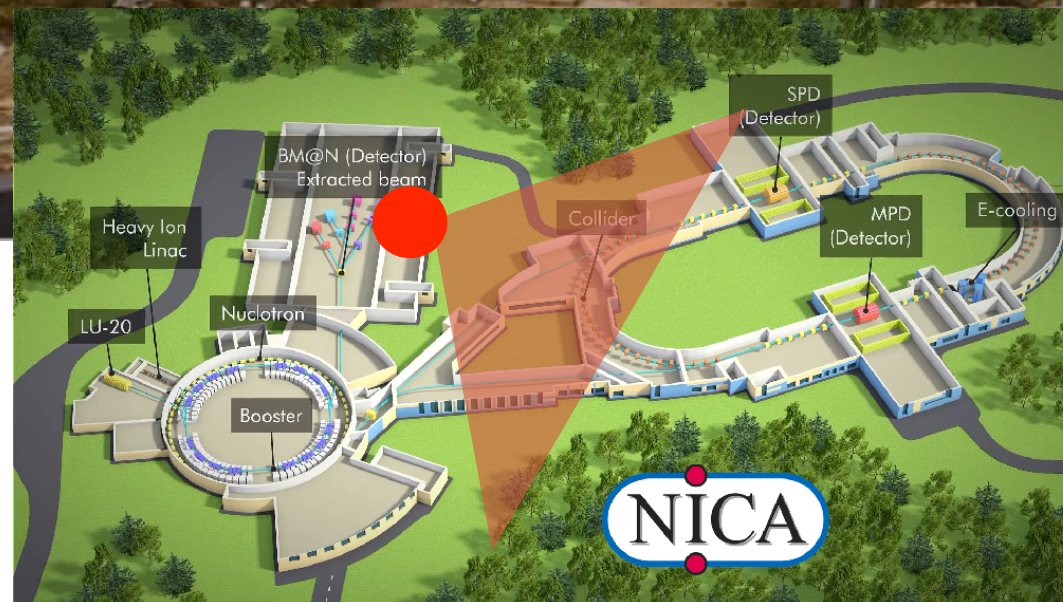 SPD
(Detector)
BM@N (Detector)
Extracted beam
Heavy Ion
Linac
Collider
MPD
(Detector)
E-cooling
LU-20
Nuclotron
Booster
NICA